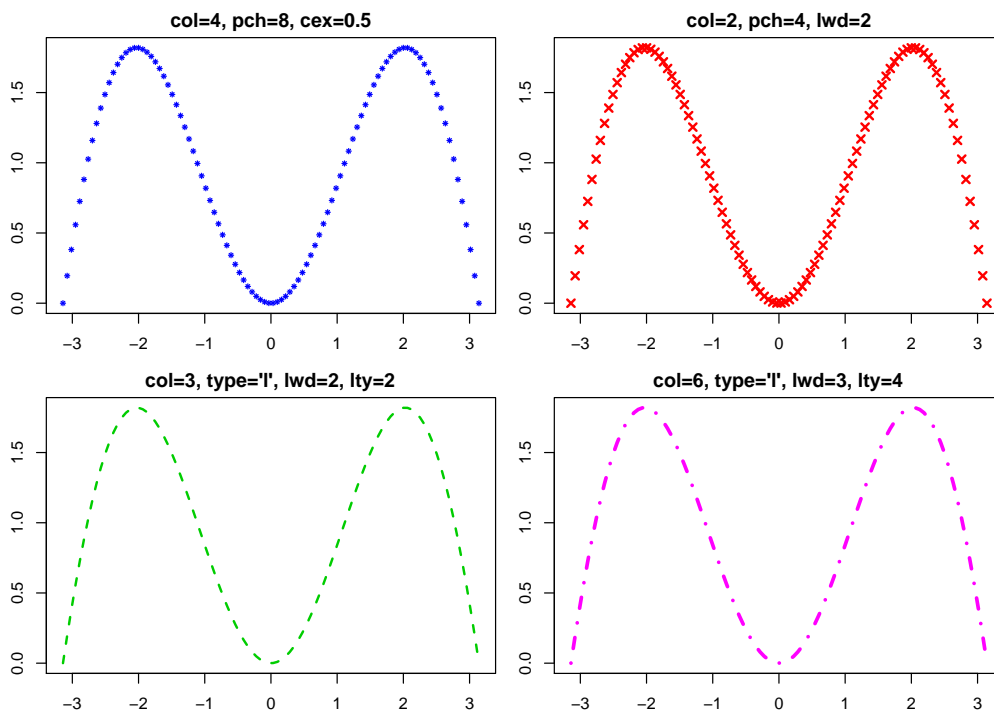 col=4, pch=8, cex=0.5
0.0 0.5 1.0 1.5
−3 −2 −1 0 1 2 3
col=2, pch=4, lwd=2
0.0 0.5 1.0 1.5
−3 −2 −1 0 1 2 3
col=3, type='l', lwd=2, lty=2
0.0 0.5 1.0 1.5
−3 −2 −1 0 1 2 3
col=6, type='l', lwd=3, lty=4
0.0 0.5 1.0 1.5
−3 −2 −1 0 1 2 3